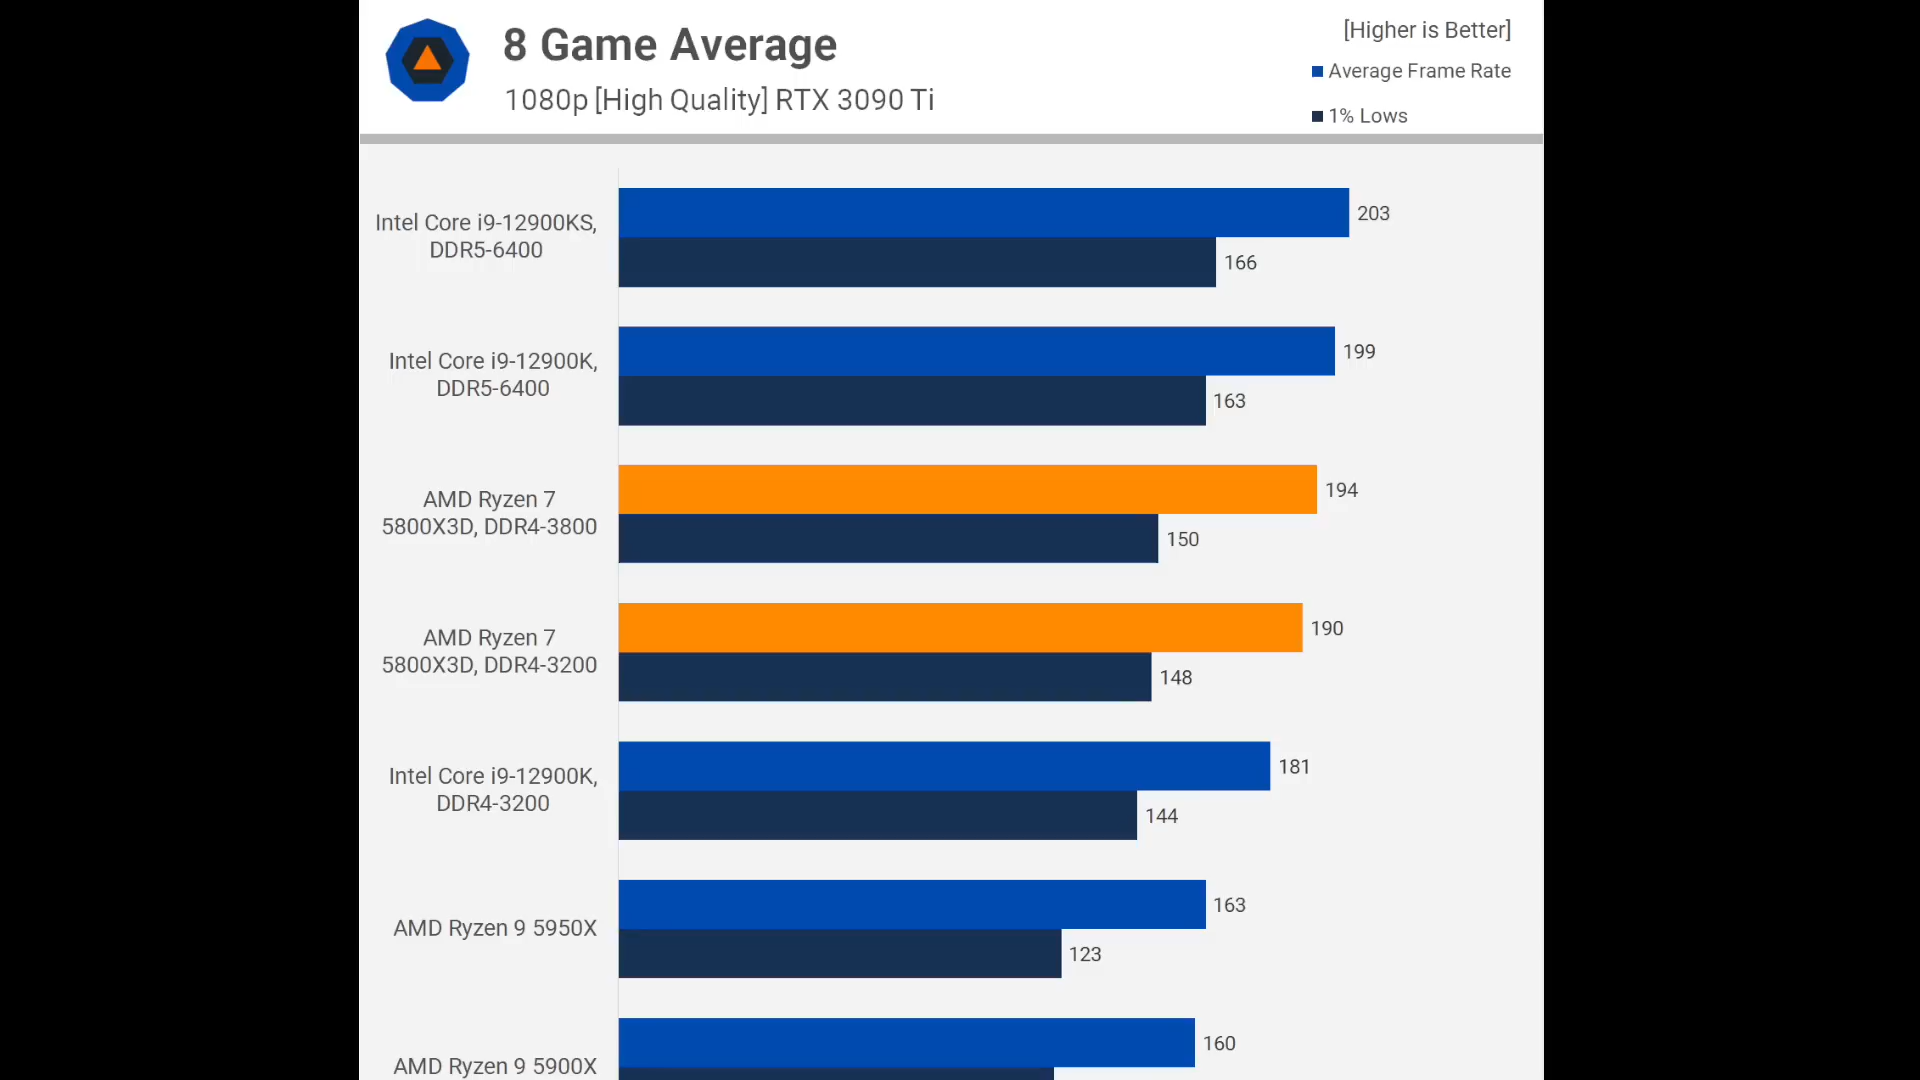 8 Game Average
1080p [High Quality] RTX 3090 Ti
[Higher is Better]
Average Frame Rate
1% Lows
Intel Core i9-12900KS,
DDR5-6400
203
166
Intel Core i9-12900K,
DDR5-6400
199
163
AMD Ryzen 7
5800X3D, DDR4-3800
194
150
AMD Ryzen 7
5800X3D, DDR4-3200
190
148
Intel Core i9-12900K,
DDR4-3200
181
144
AMD Ryzen 9 5950X
163
123
AMD Ryzen 9 5900X
160